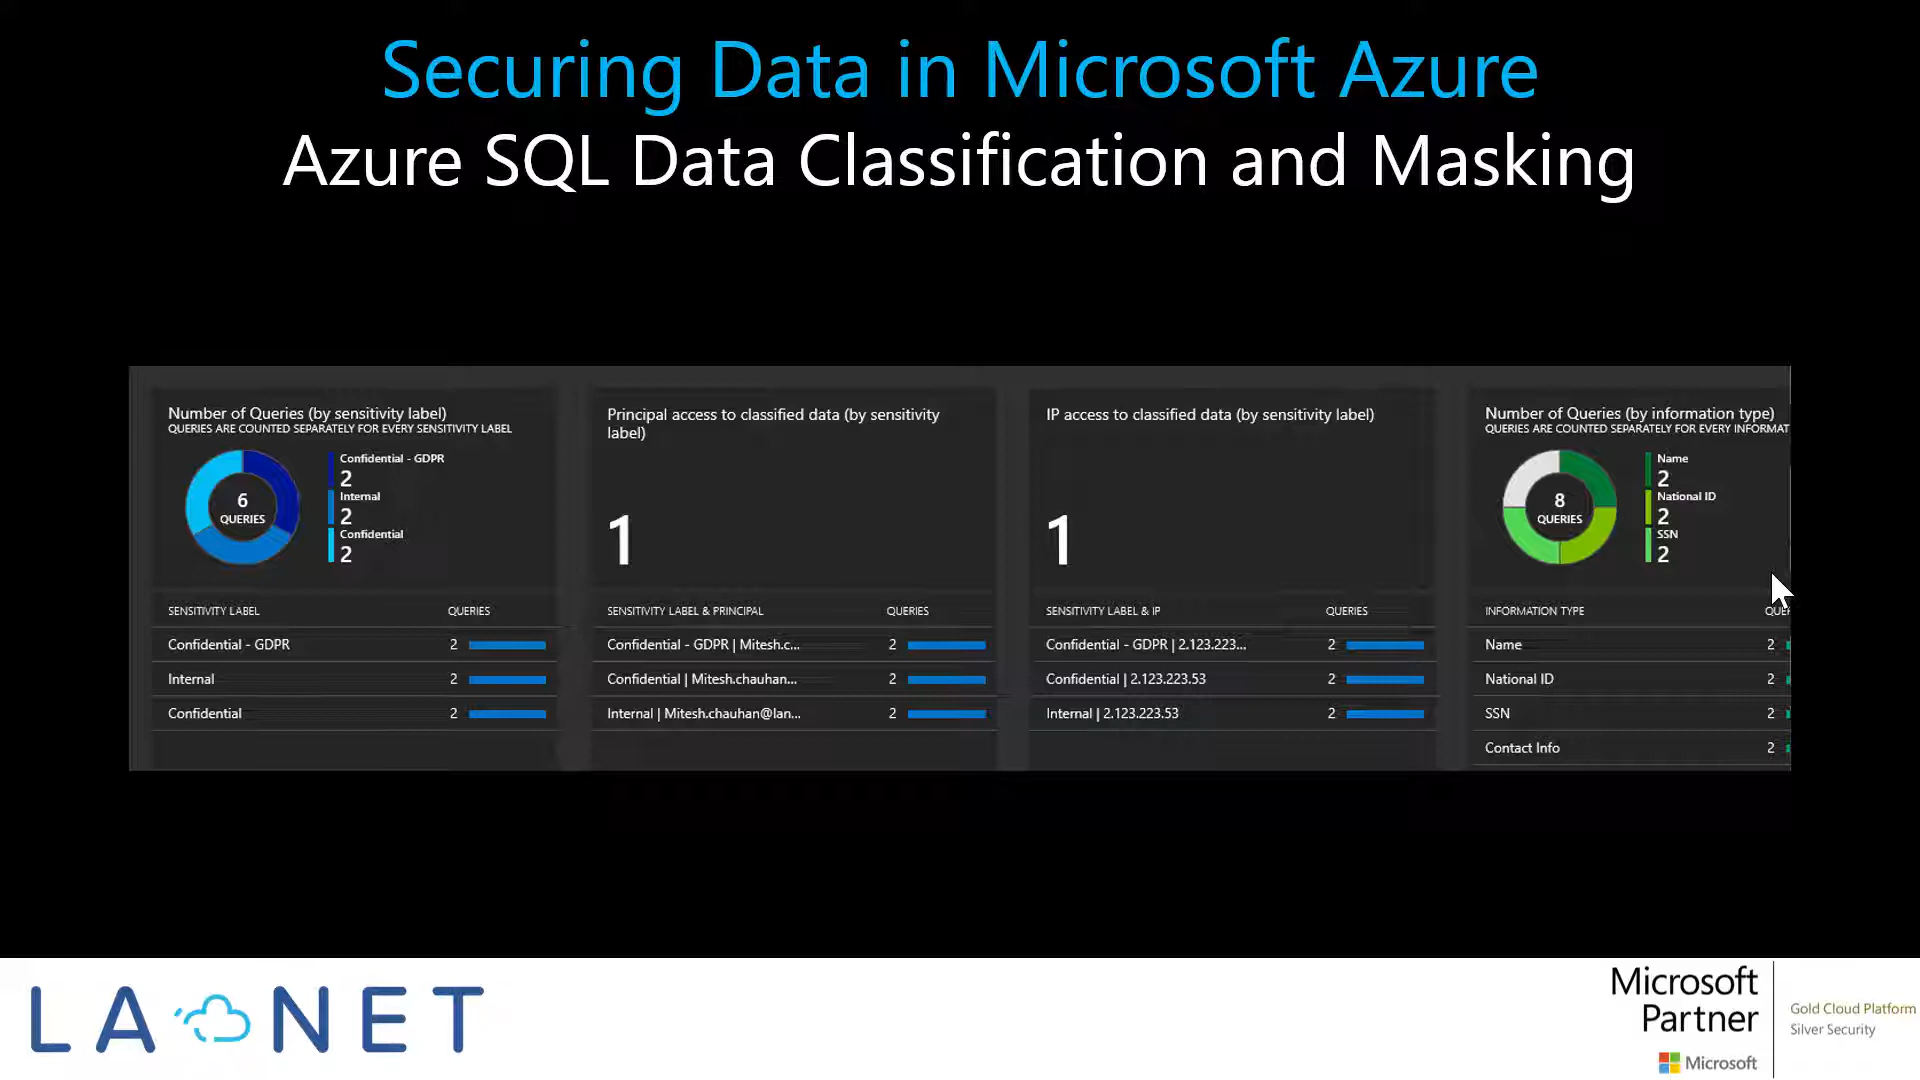 Securing Data in Microsoft Azure
Azure SQL Data Classification and Masking
Number of Queries (by sensitivity label)
QUERIES ARE COUNTED SEPARATELY FOR EVERY SENSITIVITY LABEL
6
QUERIES
Confidential - GDPR
2
Internal
2
Confidential
2
SENSITIVITY LABEL QUERIES
Confidential - GDPR 2
Internal 2
Confidential 2
Principal access to classified data (by sensitivity
label)
1
SENSITIVITY LABEL & PRINCIPAL QUERIES
Confidential - GDPR | Mitesh.c... 2
Confidential | Mitesh.chauhan... 2
Internal | Mitesh.chauhan@lan... 2
IP access to classified data (by sensitivity label)
1
SENSITIVITY LABEL & IP QUERIES
Confidential - GDPR | 2.123.223... 2
Confidential | 2.123.223.53 2
Internal | 2.123.223.53 2
Number of Queries (by information type)
QUERIES ARE COUNTED SEPARATELY FOR EVERY INFORMAT
8
QUERIES
Name
2
National ID
2
SSN
2
INFORMATION TYPE QUE
Name 2
National ID 2
SSN 2
Contact Info 2
LA NET
Microsoft
Partner
Microsoft
Gold Cloud Platform
Silver Security